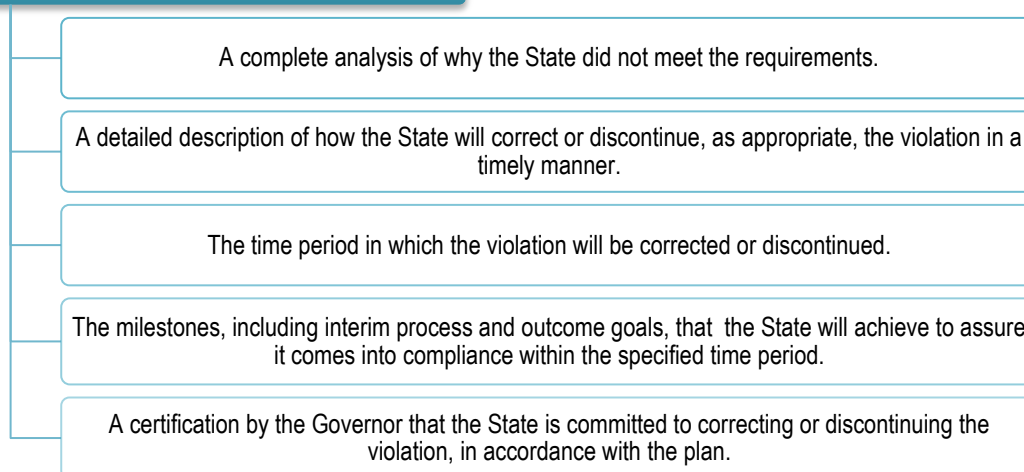 A complete analysis of why the State did not meet the requirements.
A detailed description of how the State will correct or discontinue, as appropriate, the violation in a
timely manner.
The time period in which the violation will be corrected or discontinued.
The milestones, including interim process and outcome goals, that  the State will achieve to assure
it comes into compliance within the specified time period.
A certification by the Governor that the State is committed to correcting or discontinuing the
violation, in accordance with the plan.